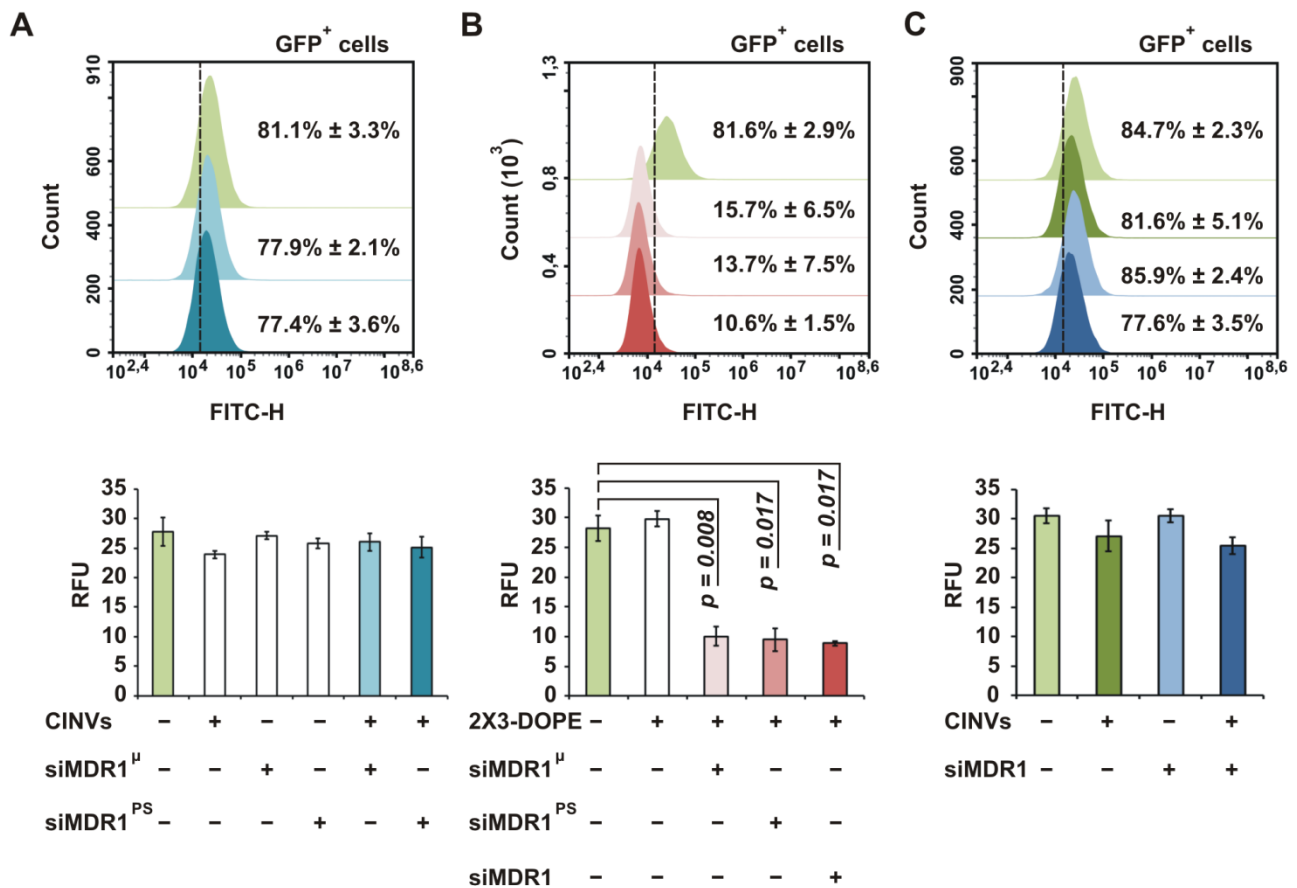 A
GFP+ cells
910
600
400
200
0
Count
81.1% ± 3.3%
77.9% ± 2.1%
77.4% ± 3.6%
10^2,4 10^4 10^5 10^6 10^7 10^8,6
FITC-H
35
30
25
20
15
10
5
0
RFU
CINVs − + − − + +
siMDR1^µ − − + − + −
siMDR1^PS − − − + − +
B
GFP+ cells
1,3
0,8
0,4
0
Count (10^3)
81.6% ± 2.9%
15.7% ± 6.5%
13.7% ± 7.5%
10.6% ± 1.5%
10^2,4 10^4 10^5 10^6 10^7 10^8,6
FITC-H
35
30
25
20
15
10
5
0
RFU
p = 0.008
p = 0.017
p = 0.017
2X3-DOPE − + + + +
siMDR1^µ − − + − −
siMDR1^PS − − − + −
siMDR1 − − − − +
C
GFP+ cells
900
600
450
300
150
0
Count
84.7% ± 2.3%
81.6% ± 5.1%
85.9% ± 2.4%
77.6% ± 3.5%
10^2,4 10^4 10^5 10^6 10^7 10^8,6
FITC-H
35
30
25
20
15
10
5
0
RFU
CINVs − + − +
siMDR1 − − + +